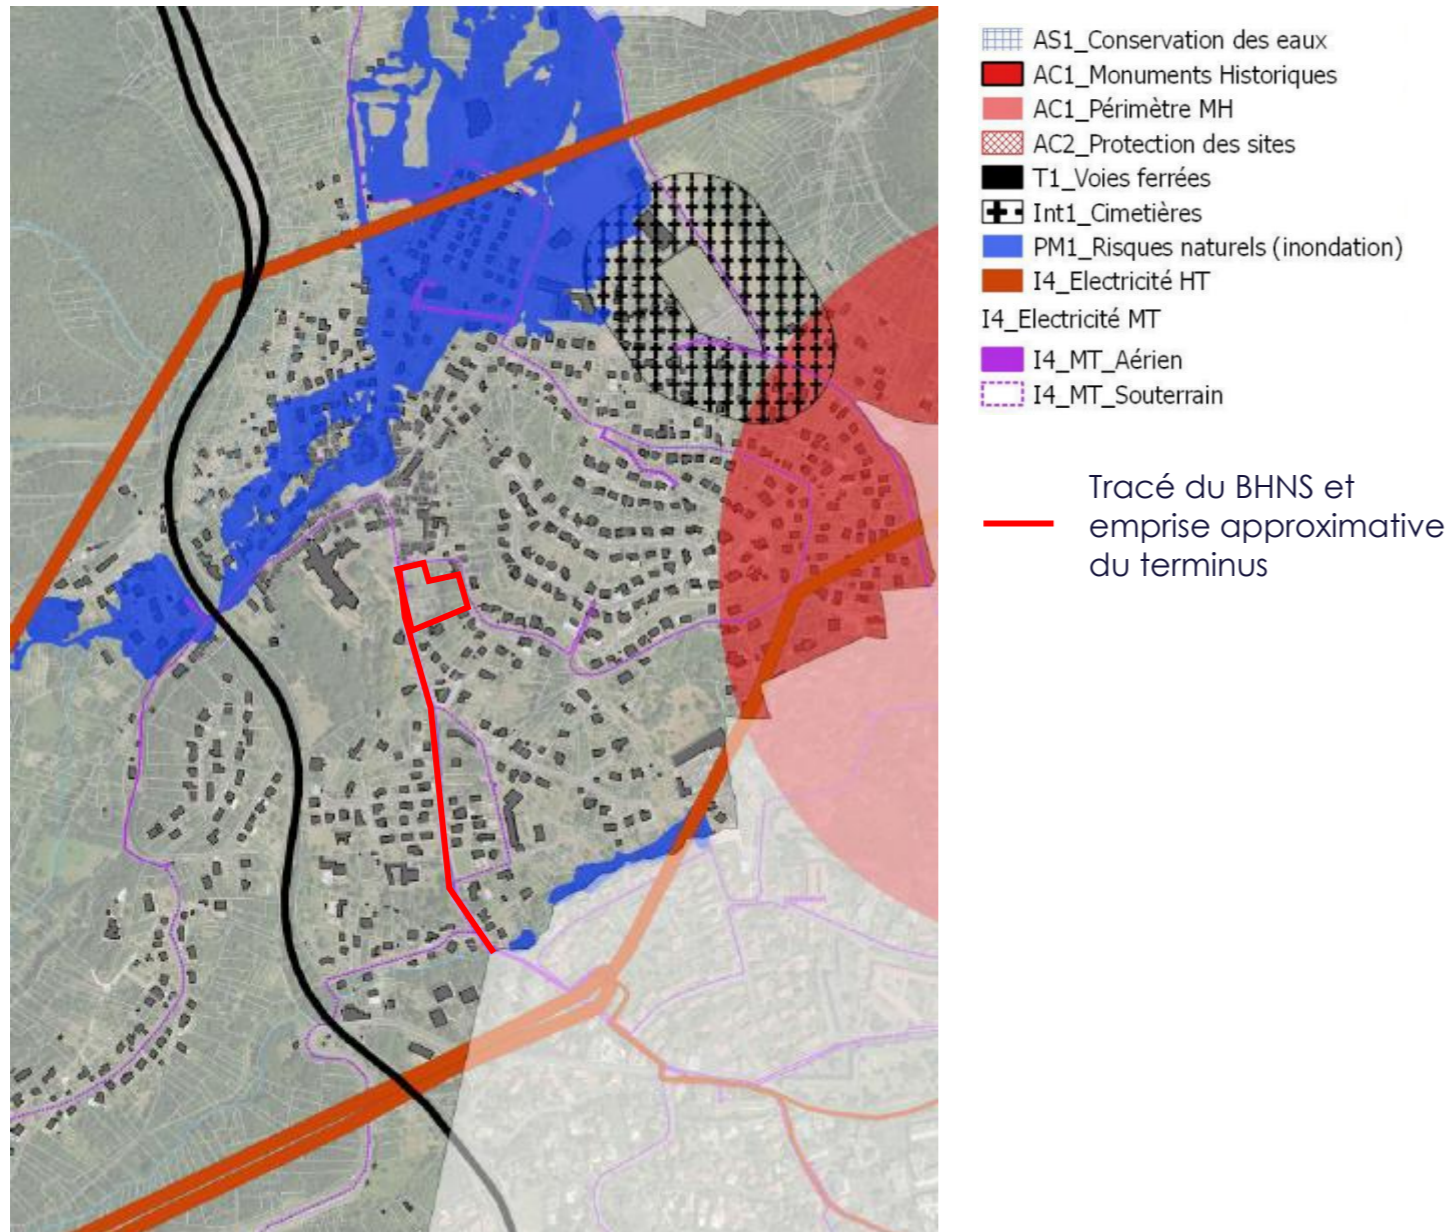 AS1_Conservation des eaux
AC1_Monuments Historiques
AC1_Périmètre MH
AC2_Protection des sites
T1_Voies ferrées
Int1_Cimetières
PM1_Risques naturels (inondation)
I4_Electricité HT
I4_Electricité MT
I4_MT_Aérien
I4_MT_Souterrain
Tracé du BHNS et
emprise approximative
du terminus